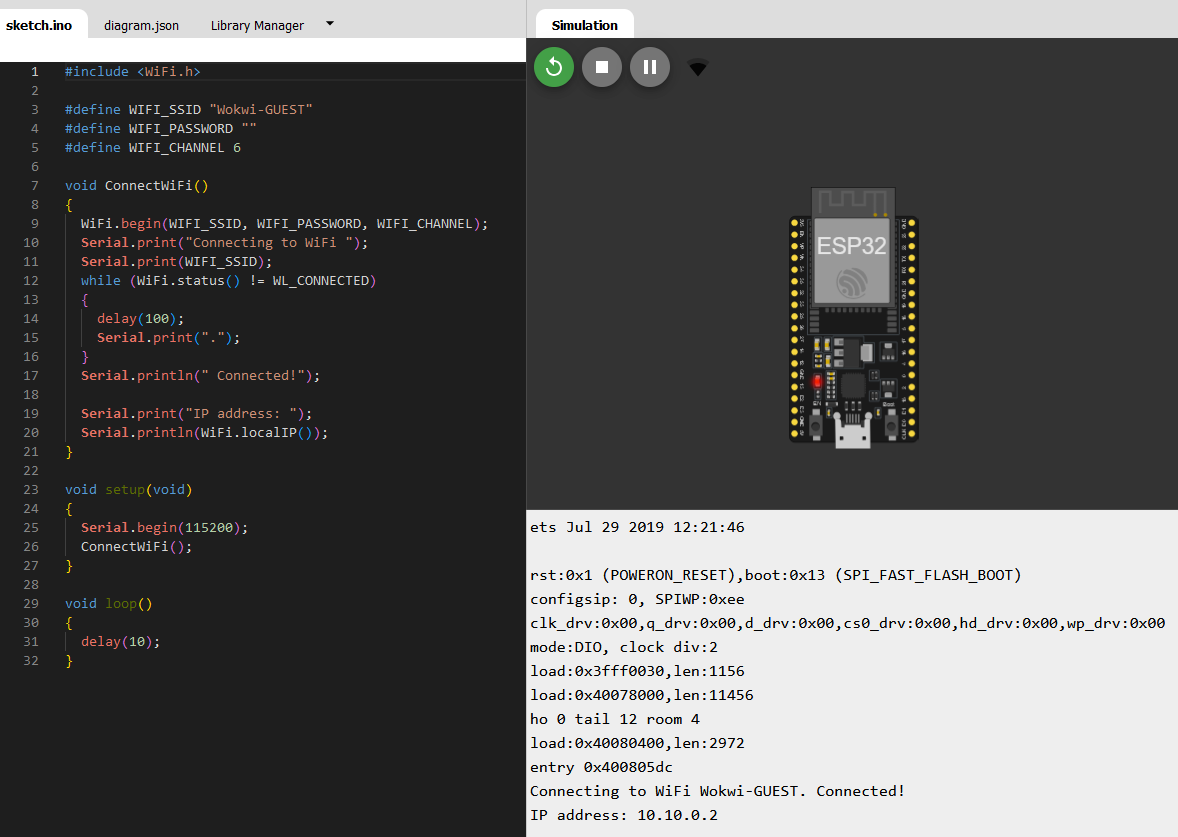 sketch.ino diagram.json Library Manager
1 #include <WiFi.h>
2
3 #define WIFI_SSID "Wokwi-GUEST"
4 #define WIFI_PASSWORD ""
5 #define WIFI_CHANNEL 6
6
7 void ConnectWiFi()
8 {
9 WiFi.begin(WIFI_SSID, WIFI_PASSWORD, WIFI_CHANNEL);
10 Serial.print("Connecting to WiFi ");
11 Serial.print(WIFI_SSID);
12 while (WiFi.status() != WL_CONNECTED)
13 {
14 delay(100);
15 Serial.print(".");
16 }
17 Serial.println(" Connected!");
18
19 Serial.print("IP address: ");
20 Serial.println(WiFi.localIP());
21 }
22
23 void setup(void)
24 {
25 Serial.begin(115200);
26 ConnectWiFi();
27 }
28
29 void loop()
30 {
31 delay(10);
32 }
Simulation
ESP32
ets Jul 29 2019 12:21:46
rst:0x1 (POWERON_RESET),boot:0x13 (SPI_FAST_FLASH_BOOT)
configsip: 0, SPIWP:0xee
clk_drv:0x00,q_drv:0x00,d_drv:0x00,cs0_drv:0x00,hd_drv:0x00,wp_drv:0x00
mode:DIO, clock div:2
load:0x3fff0030,len:1156
load:0x40078000,len:11456
ho 0 tail 12 room 4
load:0x40080400,len:2972
entry 0x400805dc
Connecting to WiFi Wokwi-GUEST. Connected!
IP address: 10.10.0.2